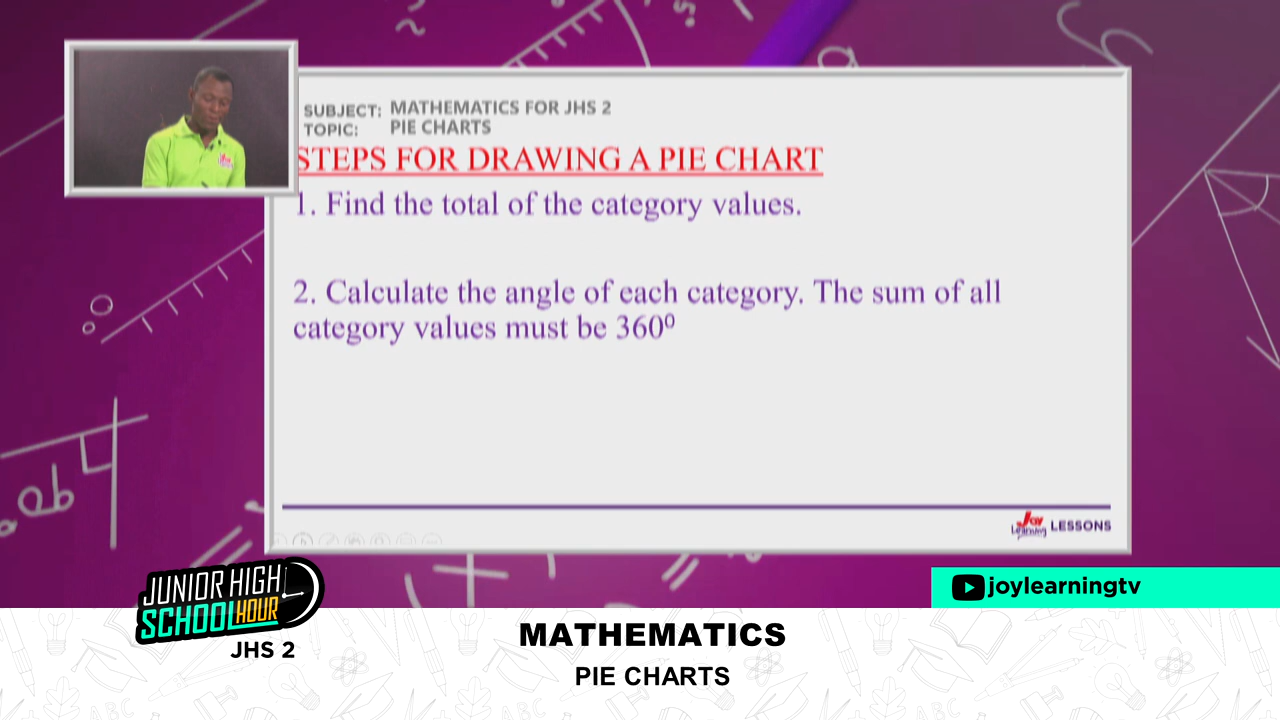 SUBJECT: MATHEMATICS FOR JHS 2
TOPIC: PIE CHARTS
STEPS FOR DRAWING A PIE CHART
1. Find the total of the category values.
2. Calculate the angle of each category. The sum of all
category values must be 360⁰
Joy Learning LESSONS
joylearningtv
JUNIOR HIGH
SCHOOL HOUR
JHS 2
MATHEMATICS
PIE CHARTS